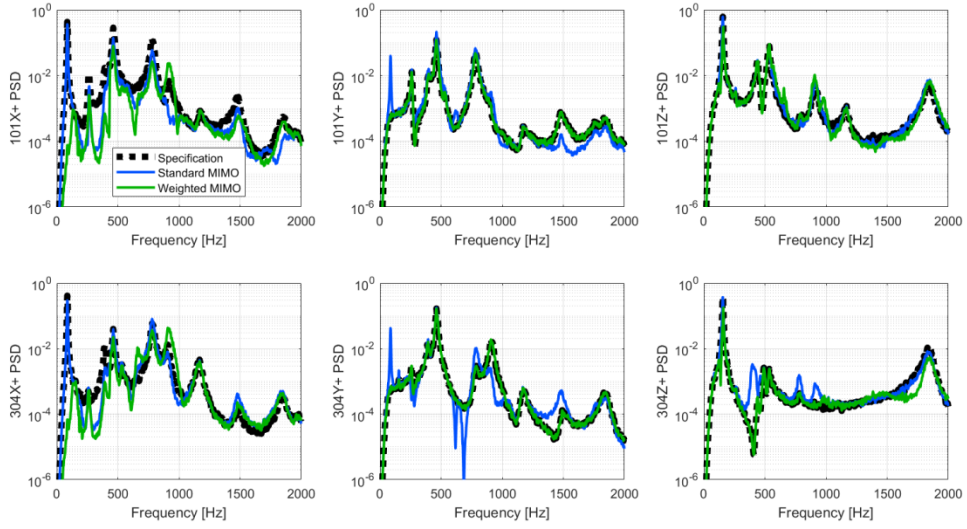 10^0
10^-2
10^-4
10^-6
101X+ PSD
Specification
Standard MIMO
Weighted MIMO
0 500 1000 1500 2000
Frequency [Hz]
10^0
10^-2
10^-4
10^-6
101Y+ PSD
0 500 1000 1500 2000
Frequency [Hz]
10^0
10^-2
10^-4
10^-6
101Z- PSD
0 500 1000 1500 2000
Frequency [Hz]
10^0
10^-2
10^-4
10^-6
304X+ PSD
0 500 1000 1500 2000
Frequency [Hz]
10^0
10^-2
10^-4
10^-6
304Y+ PSD
0 500 1000 1500 2000
Frequency [Hz]
10^0
10^-2
10^-4
10^-6
304Z+ PSD
0 500 1000 1500 2000
Frequency [Hz]